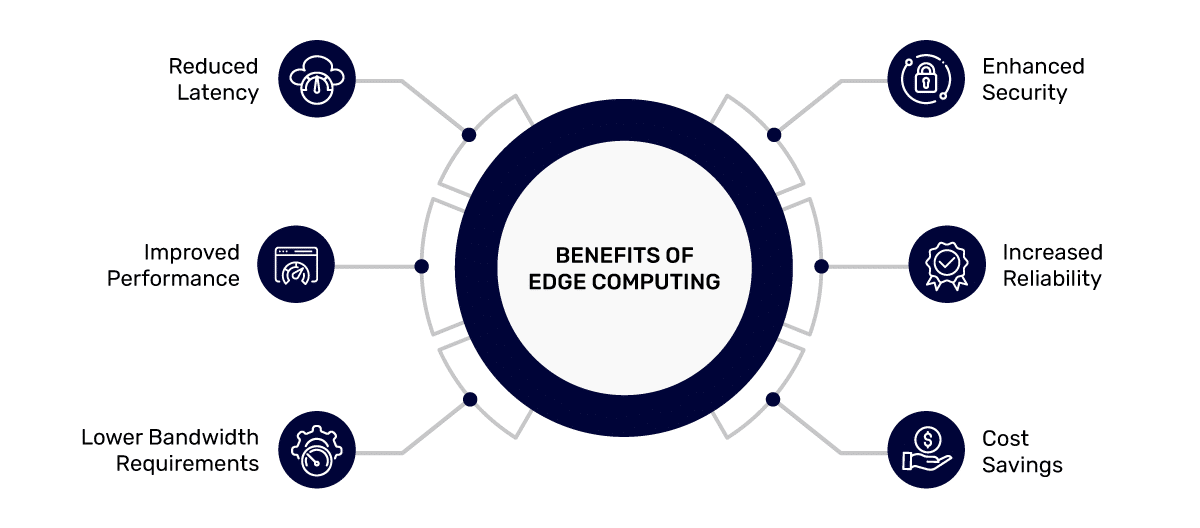 Reduced
Latency
Improved
Performance
Lower Bandwidth
Requirements
BENEFITS OF
EDGE COMPUTING
Enhanced
Security
Increased
Reliability
$
Cost
Savings